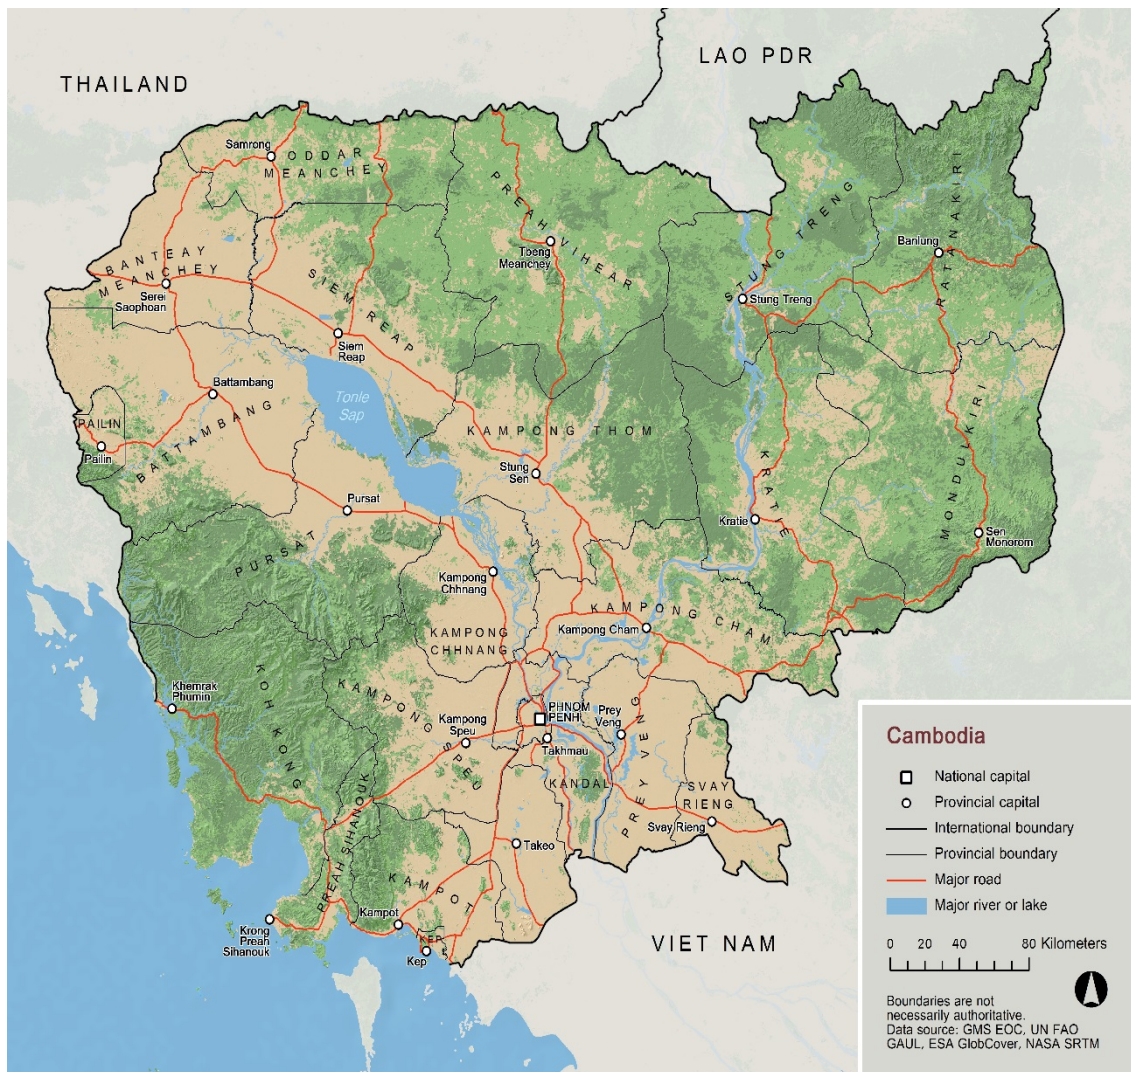 THAILAND
LAO PDR
Samrong
ODDAR
MEANCHEY
PREAH VIHEAR
Tbeng
Meanchey
STUNG TRENG
RATANAKIRI
Banlung
BANTEAY
MEANCHEY
Serei
Saophoan
SIEM REAP
Siem
Reap
Stung Treng
Battambang
Tonle
Sap
PAILIN
Pailin
BATTAMBANG
KAMPONG THOM
Stung
Sen
KRATIE
Kratie
MONDULKIRI
Sen
Monorom
Pursat
PURSAT
Kampong
Chhnang
KAMPONG
CHHNANG
KAMPONG CHAM
Kampong Cham
Khemrak
Phumin
KOH KONG
KAMPONG SPEU
Kampong
Speu
PHNOM
PENH
Takhmau
Prey
Veng
PREY VENG
KANDAL
SVAY
RIENG
Svay Rieng
PREAH SIHANOUK
Takeo
KAMPOT
Kampot
Krong
Preah
Sihanouk
KEP
Kep
VIET NAM
Cambodia
National capital
Provincial capital
International boundary
Provincial boundary
Major road
Major river or lake
0 20 40 80 Kilometers
Boundaries are not
necessarily authoritative.
Data source: GMS EOC, UN FAO
GAUL, ESA GlobCover, NASA SRTM